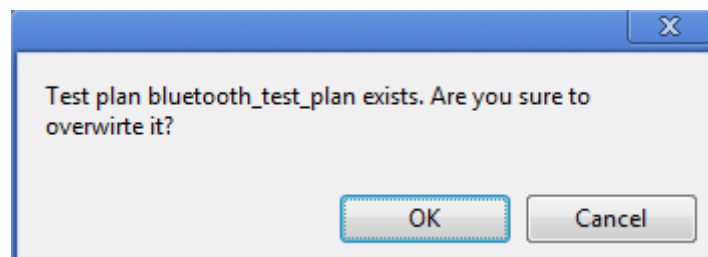 Test plan bluetooth_test_plan exists. Are you sure to
overwirte it?
OK Cancel